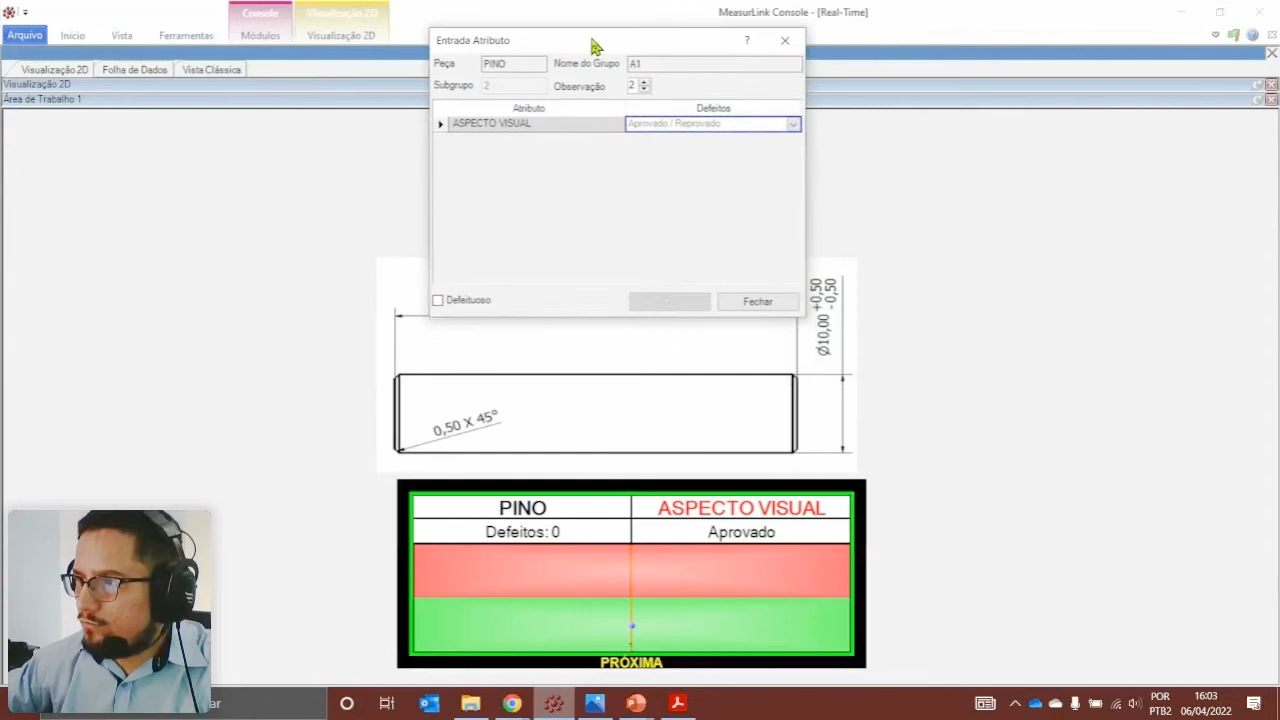 Console
Visualização 2D
MeasurLink Console - [Real-Time]
Arquivo
Início
Vista
Ferramentas
Módulos
Visualização 2D
Visualização 2D
Folha de Dados
Vista Clássica
Visualização 2D
Área de Trabalho 1
Entrada Atributo
?
Peça
PINO
Nome do Grupo
A1
Subgrupo
2
Observação
2
Atributo
Defeitos
ASPECTO VISUAL
Aprovado / Reprovado
Defeituoso
Fechar
Ø10,00 +0,50 -0,50
0,50 X 45°
PINO
ASPECTO VISUAL
Defeitos: 0
Aprovado
1
PRÓXIMA
ar
POR
PTB2
16:03
06/04/2022